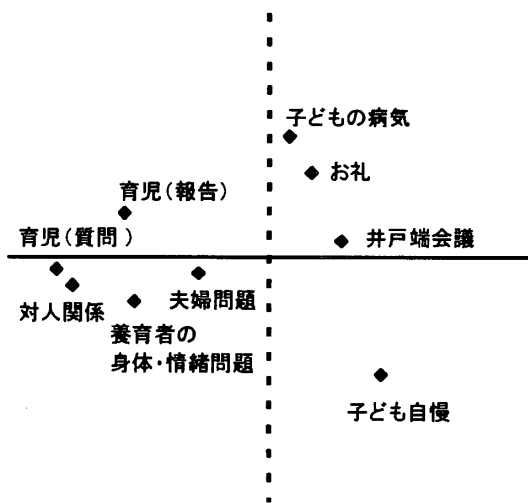 子どもの病気
お礼
育児(報告)
育児(質問)
井戸端会議
対人関係
夫婦問題
養育者の
身体・情緒問題
子ども自慢